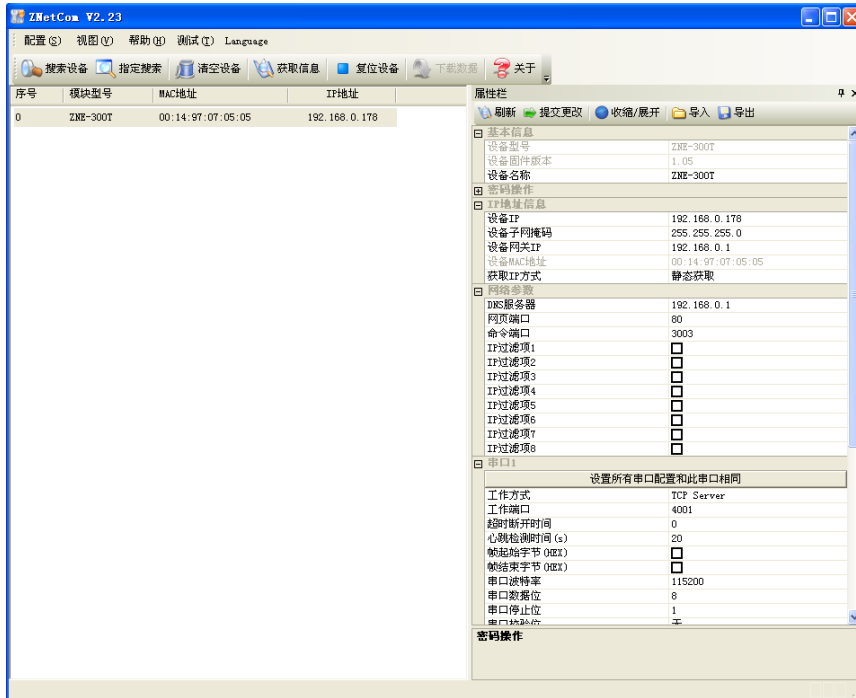 ZNetCom V2.23
配置(S) 视图(V) 帮助(H) 测试(T) Language
搜索设备 指定搜索 清空设备 获取信息 复位设备 下载数据 关于
序号 模块型号 MAC地址 IP地址
0 ZNE-300T 00:14:97:07:05:05 192.168.0.178
属性栏
刷新 提交更改 收缩/展开 导入 导出
基本信息
设备型号 ZNE-300T
设备固件版本 1.05
设备名称 ZNE-300T
密码操作
IP地址信息
设备IP 192.168.0.178
设备子网掩码 255.255.255.0
设备网关IP 192.168.0.1
设备MAC地址 00:14:97:07:05:05
获取IP方式 静态获取
网络参数
DNS服务器 192.168.0.1
网页端口 80
命令端口 3003
IP过滤项1
IP过滤项2
IP过滤项3
IP过滤项4
IP过滤项5
IP过滤项6
IP过滤项7
IP过滤项8
串口1
设置所有串口配置和此串口相同
工作方式 TCP Server
工作端口 4001
超时断开时间 0
心跳检测时间(s) 20
帧起始字节(HEX)
帧结束字节(HEX)
串口波特率 115200
串口数据位 8
串口停止位 1
串口校验位 无
密码操作